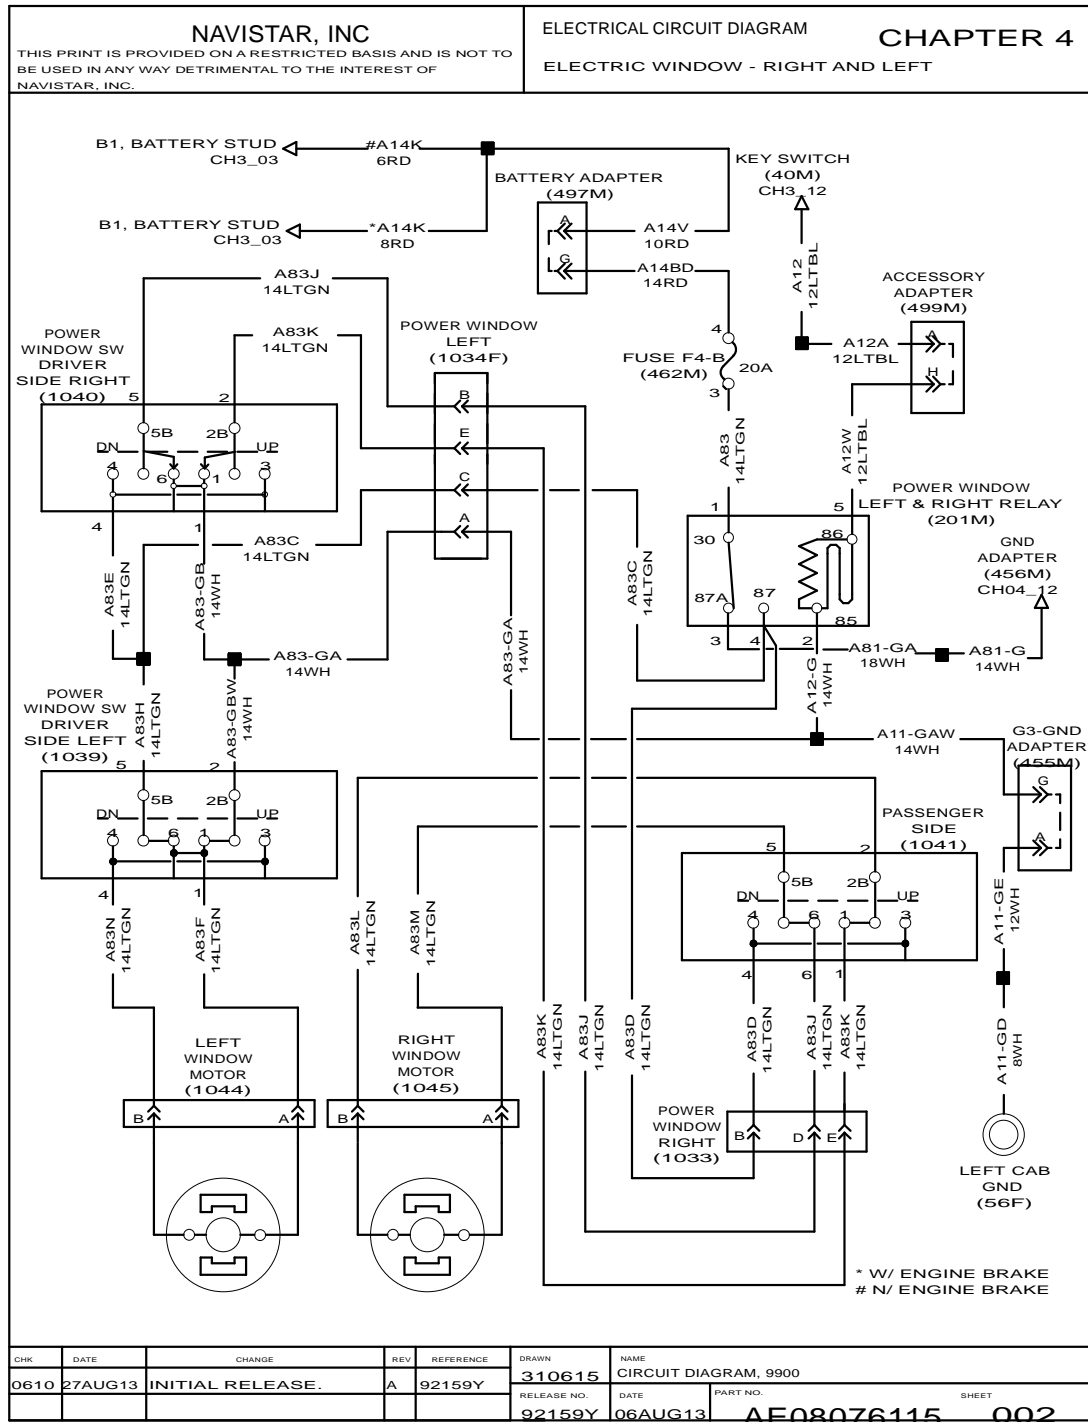 NAVISTAR, INC
THIS PRINT IS PROVIDED ON A RESTRICTED BASIS AND IS NOT TO
BE USED IN ANY WAY DETRIMENTAL TO THE INTEREST OF
NAVISTAR, INC.
ELECTRICAL CIRCUIT DIAGRAM
CHAPTER 4
ELECTRIC WINDOW - RIGHT AND LEFT
B1, BATTERY STUD
CH3_03
#A14K
6RD
B1, BATTERY STUD
CH3_03
*A14K
8RD
BATTERY ADAPTER
(497M)
A
G
A14V
10RD
A14BD
14RD
KEY SWITCH
(40M)
CH3_12
A12
12LTBL
ACCESSORY
ADAPTER
(499M)
A
H
A12A
12LTBL
A12W
12LTBL
4
FUSE F4-B
(462M)
20A
3
A83
14LTGN
A83J
14LTGN
A83K
14LTGN
POWER WINDOW
LEFT
(1034F)
B
E
C
A
POWER
WINDOW SW
DRIVER
SIDE RIGHT
(1040)
5
2
5B
2B
DN
UP
4
6
1
3
4
1
A83C
14LTGN
A83E
14LTGN
A83-GB
14WH
A83-GA
14WH
A83-GA
14WH
A83C
14LTGN
1
5
POWER WINDOW
LEFT & RIGHT RELAY
(201M)
30
86
87A
87
85
3
4
2
GND
ADAPTER
(456M)
CH04_12
A81-GA
18WH
A81-G
14WH
A12-G
14WH
A11-GAW
14WH
G3-GND
ADAPTER
(455M)
G
A
POWER
WINDOW SW
DRIVER
SIDE LEFT
(1039)
A83H
14LTGN
A83-GBW
14WH
5
2
5B
2B
DN
UP
4
6
1
3
4
1
A83N
14LTGN
A83F
14LTGN
A83L
14LTGN
A83M
14LTGN
PASSENGER
SIDE
(1041)
5
2
5B
2B
DN
UP
4
6
1
3
4
6
1
A11-GE
12WH
A11-GD
8WH
A83K
14LTGN
A83J
14LTGN
A83D
14LTGN
A83D
14LTGN
A83J
14LTGN
A83K
14LTGN
LEFT
WINDOW
MOTOR
(1044)
B
A
RIGHT
WINDOW
MOTOR
(1045)
B
A
POWER
WINDOW
RIGHT
(1033)
B
D
E
LEFT CAB
GND
(56F)
* W/ ENGINE BRAKE
# N/ ENGINE BRAKE
CHK
DATE
CHANGE
REV
REFERENCE
0610
27AUG13
INITIAL RELEASE.
A
92159Y
DRAWN
310615
NAME
CIRCUIT DIAGRAM, 9900
RELEASE NO.
92159Y
DATE
06AUG13
PART NO.
AE08076115
SHEET
002